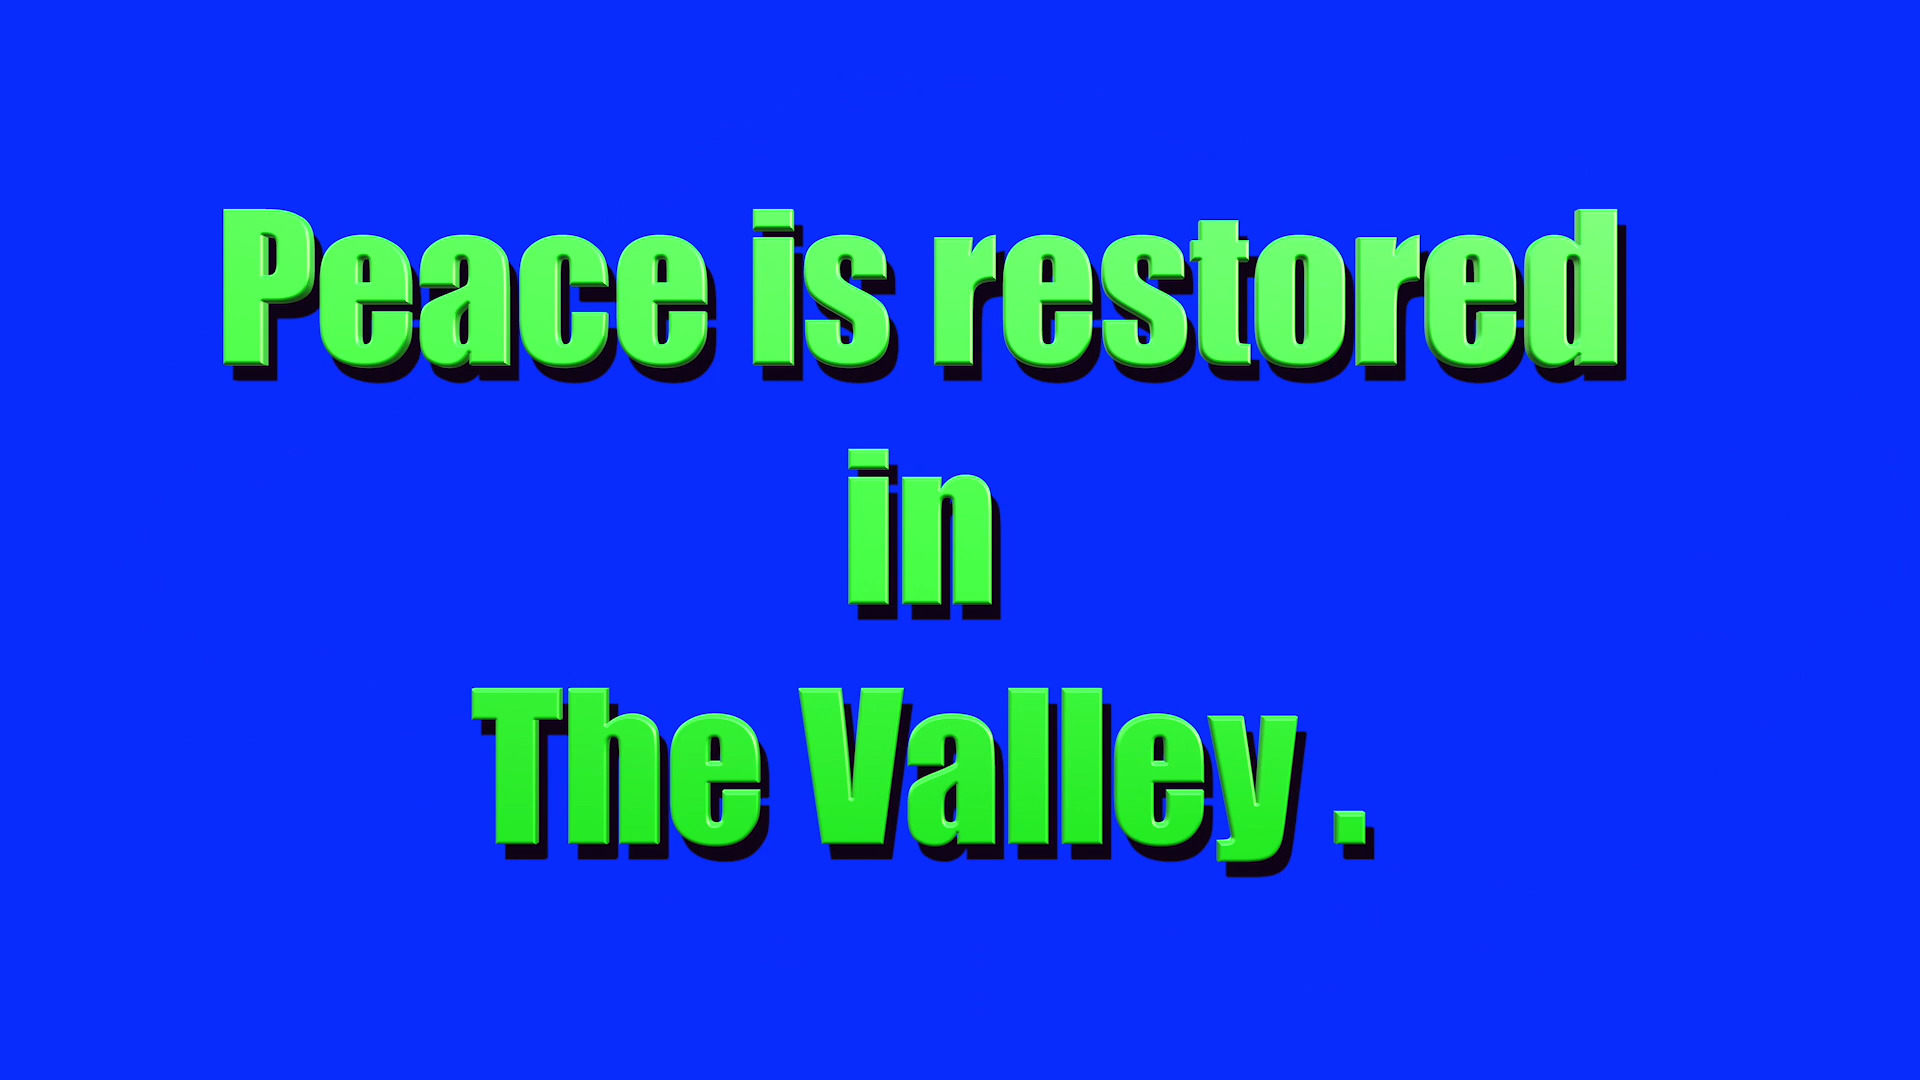 Peace is restored
in
The Valley .